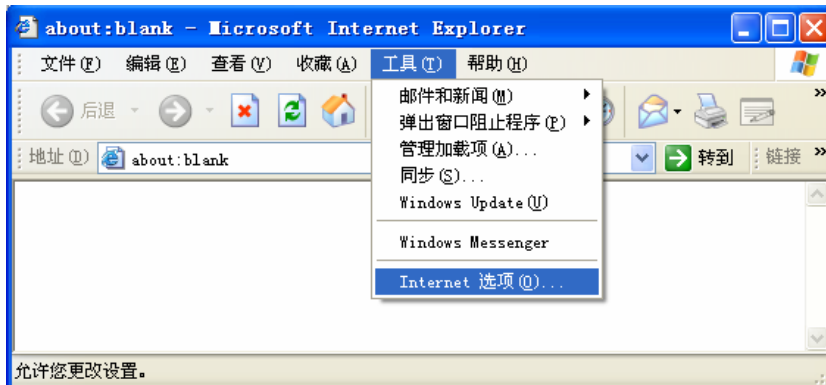 about:blank - Microsoft Internet Explorer
文件(F) 编辑(E) 查看(V) 收藏(A) 工具(T) 帮助(H)
后退
邮件和新闻(M)
弹出窗口阻止程序(P)
管理加载项(A)...
同步(S)...
Windows Update(U)
Windows Messenger
Internet 选项(O)...
地址(D) about:blank 转到 链接 »
允许您更改设置。